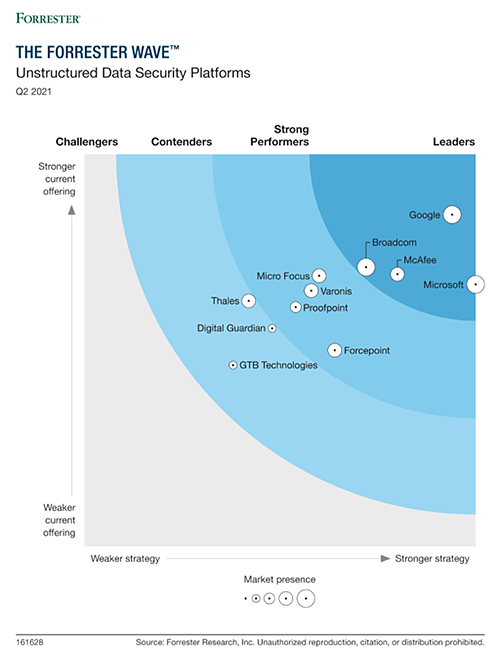 FORRESTER®
THE FORRESTER WAVE™
Unstructured Data Security Platforms
Q2 2021
Challengers
Contenders
Strong
Performers
Leaders
Stronger
current
offering
Google
Broadcom
McAfee
Micro Focus
Microsoft
Varonis
Thales
Proofpoint
Digital Guardian
Forcepoint
GTB Technologies
Weaker
current
offering
Weaker strategy
Stronger strategy
Market presence
161628
Source: Forrester Research, Inc. Unauthorized reproduction, citation, or distribution prohibited.